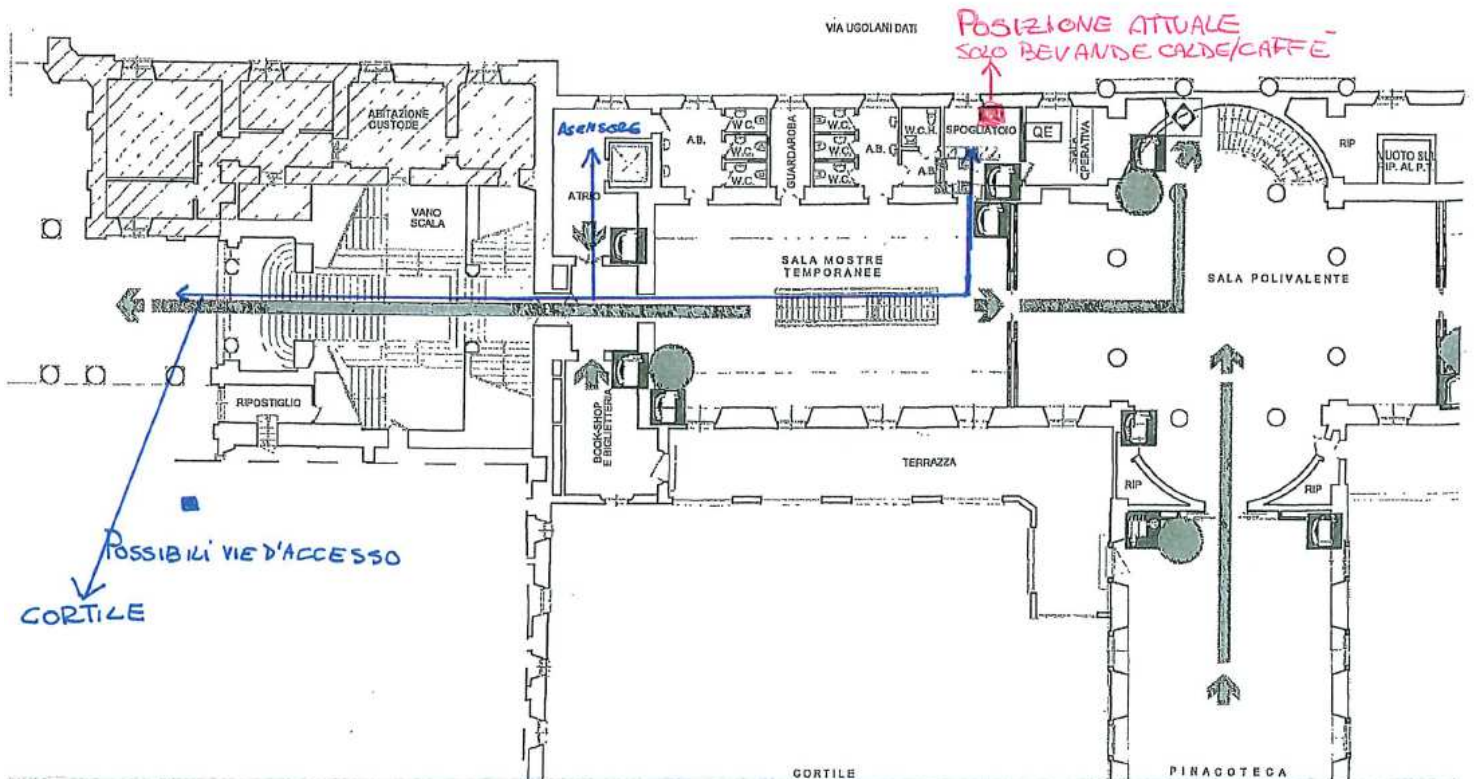 VIA UGOLANI DATI
POSIZIONE ATTUALE
SOLO BEVANDE CALDE/CAFFÈ
ABITAZIONE
CUSTODE
ASCENSORE
A.B.
W.C.
W.C.
W.C.
GUARDAROBA
W.C.
W.C.
W.C.
A.B.
W.C.H.
A.B.
SPOGLIATOIO
QE
SALA
OPERATIVA
RIP
VUOTO SU
RIP. AL P.T.
ATRIO
VANO
SCALA
SALA MOSTRE
TEMPORANEE
SALA POLIVALENTE
RIPOSTIGLIO
BOOK-SHOP
E BIGLIETTERIA
TERRAZZA
RIP
RIP
POSSIBILI VIE D'ACCESSO
CORTILE
CORTILE
PINACOTECA